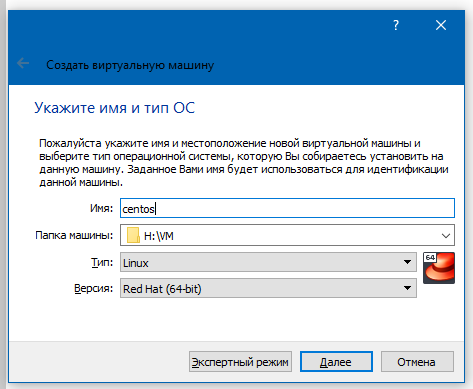 ?
Создать виртуальную машину
Укажите имя и тип ОС
Пожалуйста укажите имя и местоположение новой виртуальной машины и
выберите тип операционной системы, которую Вы собираетесь установить на
данную машину. Заданное Вами имя будет использоваться для идентификации
данной машины.
Имя: centos
Папка машины: H:\VM
Тип: Linux
64
Версия: Red Hat (64-bit)
Экспертный режим Далее Отмена